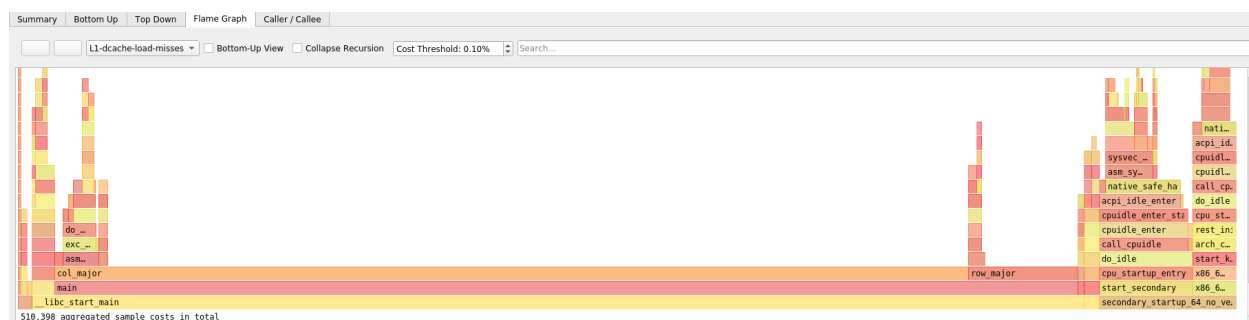 Summary Bottom Up Top Down Flame Graph Caller / Callee
L1-dcache-load-misses Bottom-Up View Collapse Recursion Cost Threshold: 0.10% Search...
nati…
acpi_id…
sysvec_… cpuidl…
asm_sy… cpuidl…
native_safe_ha call_cp…
acpi_idle_enter do_idle
do_… cpuidle_enter_sta cpu_st…
exc_… cpuidle_enter rest_in:
asm… call_cpuidle arch_c…
do_idle start_k…
col_major row_major cpu_startup_entry x86_6…
main start_secondary x86_6…
__libc_start_main secondary_startup_64_no_ve…
510.398 aggregated sample costs in total